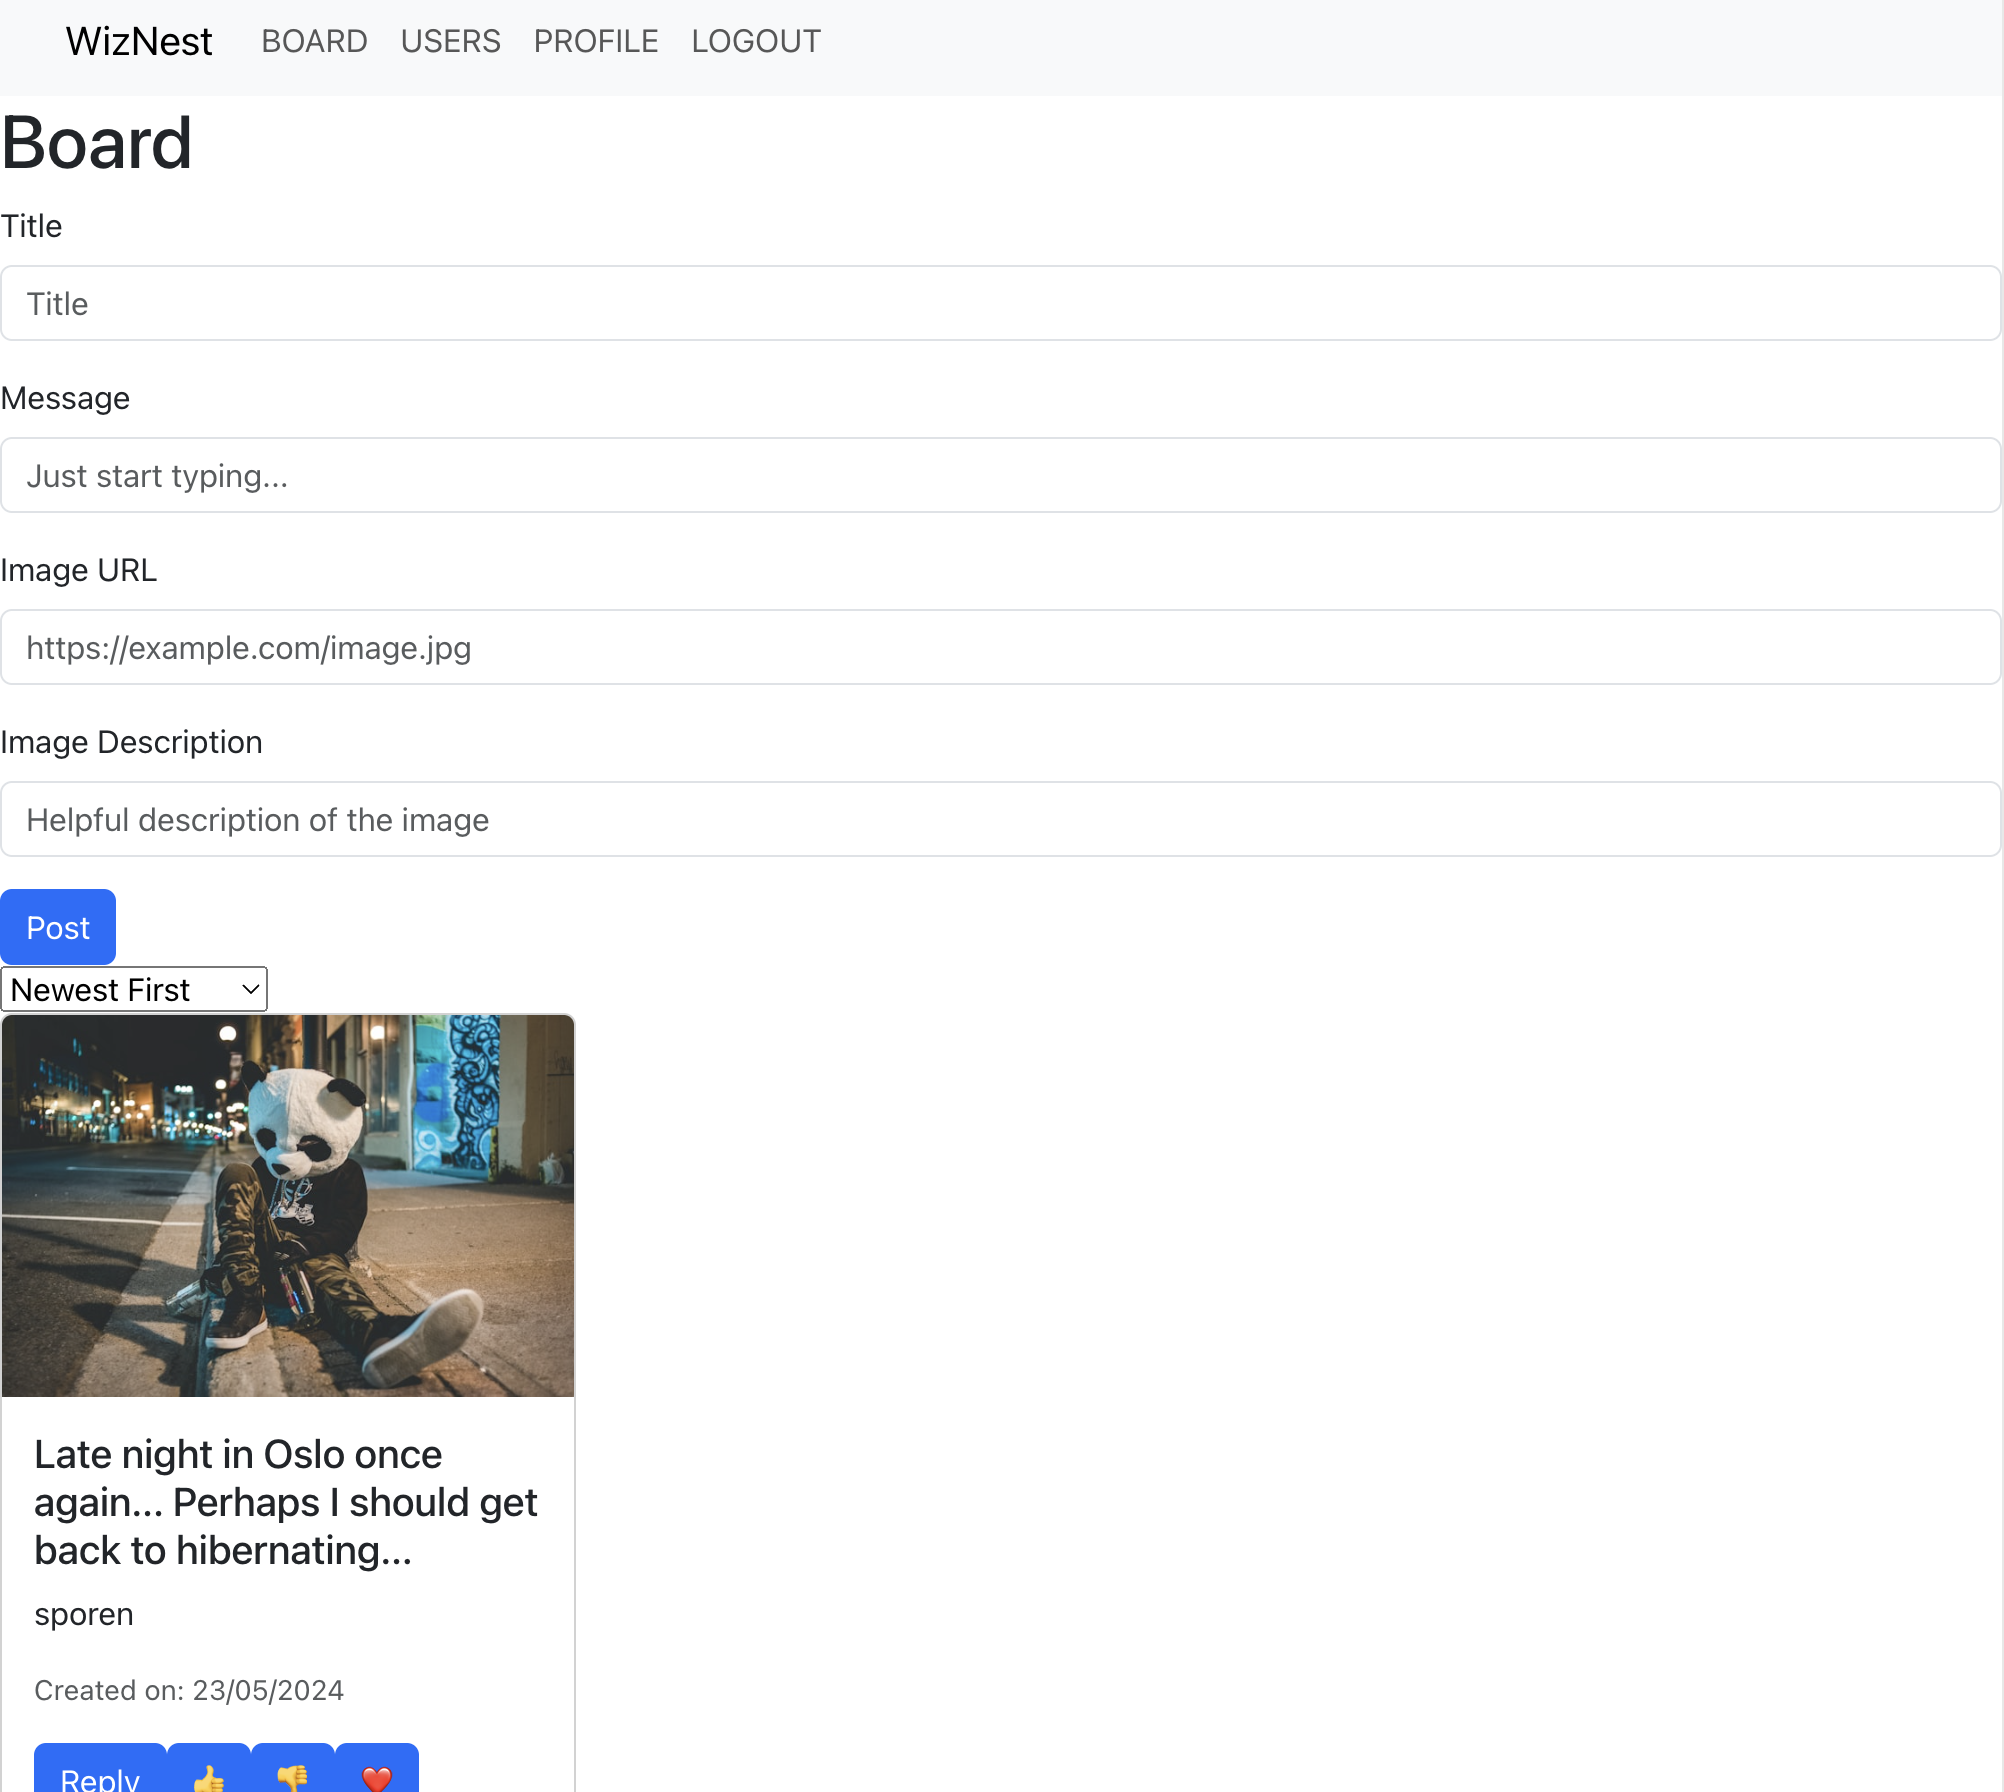 WizNest BOARD USERS PROFILE LOGOUT
Board
Title
Title
Message
Just start typing...
Image URL
https://example.com/image.jpg
Image Description
Helpful description of the image
Post
Newest First
Late night in Oslo once
again... Perhaps I should get
back to hibernating...
sporen
Created on: 23/05/2024
Reply 👍 👎 ❤️